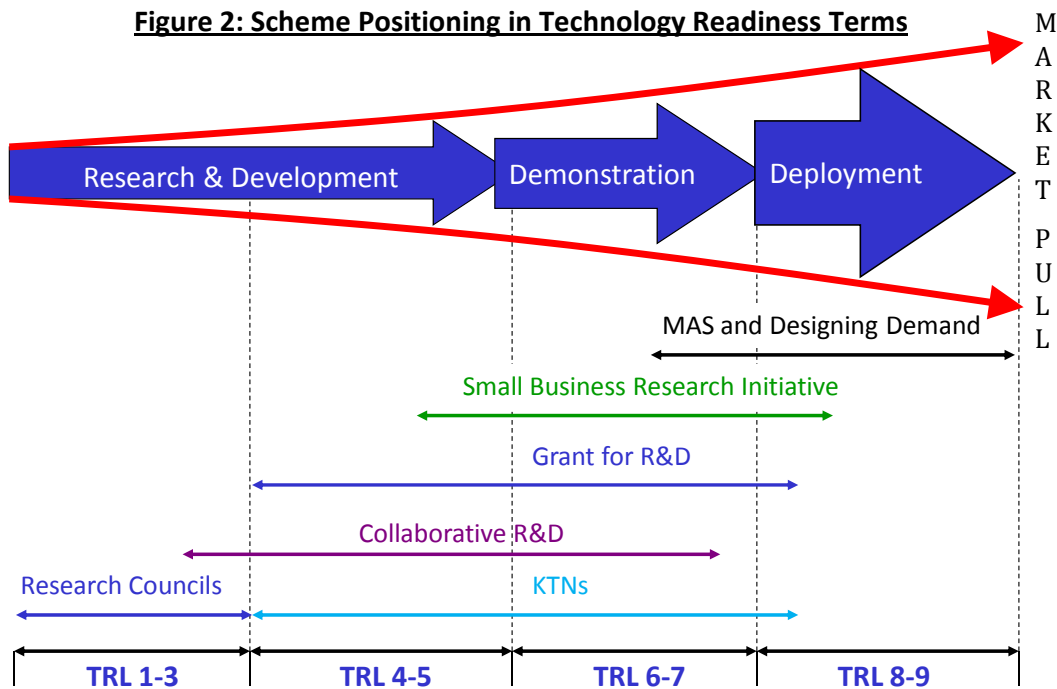 Figure 2: Scheme Positioning in Technology Readiness Terms
MARKET PULL
Research & Development
Demonstration
Deployment
MAS and Designing Demand
Small Business Research Initiative
Grant for R&D
Collaborative R&D
Research Councils
KTNs
TRL 1-3
TRL 4-5
TRL 6-7
TRL 8-9